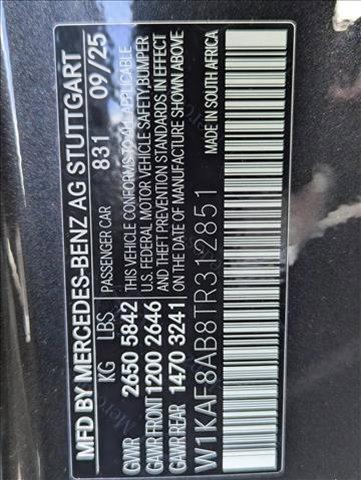 MFD BY MERCEDES-BENZ AG STUTTGART
831 09/25
KG LBS PASSENGER CAR
GVWR 2650 5842 THIS VEHICLE CONFORMS TO ALL APPLICABLE
U.S. FEDERAL MOTOR VEHICLE SAFETY, BUMPER
GAWR FRONT 1200 2646 AND THEFT PREVENTION STANDARDS IN EFFECT
GAWR REAR 1470 3241 ON THE DATE OF MANUFACTURE SHOWN ABOVE
W1KAF8AB8TR312851 MADE IN SOUTH AFRICA